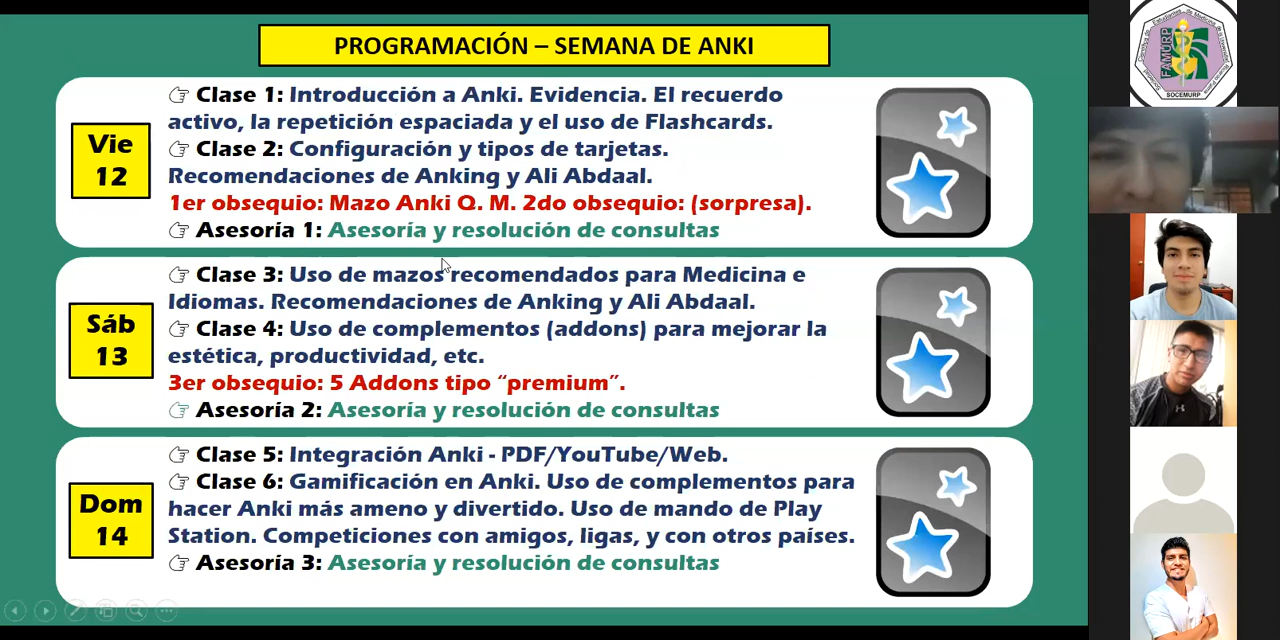 PROGRAMACIÓN – SEMANA DE ANKI
Vie
12
Clase 1: Introducción a Anki. Evidencia. El recuerdo
activo, la repetición espaciada y el uso de Flashcards.
Clase 2: Configuración y tipos de tarjetas.
Recomendaciones de Anking y Ali Abdaal.
1er obsequio: Mazo Anki Q. M. 2do obsequio: (sorpresa).
Asesoría 1: Asesoría y resolución de consultas
Sáb
13
Clase 3: Uso de mazos recomendados para Medicina e
Idiomas. Recomendaciones de Anking y Ali Abdaal.
Clase 4: Uso de complementos (addons) para mejorar la
estética, productividad, etc.
3er obsequio: 5 Addons tipo “premium”.
Asesoría 2: Asesoría y resolución de consultas
Dom
14
Clase 5: Integración Anki - PDF/YouTube/Web.
Clase 6: Gamificación en Anki. Uso de complementos para
hacer Anki más ameno y divertido. Uso de mando de Play
Station. Competiciones con amigos, ligas, y con otros países.
Asesoría 3: Asesoría y resolución de consultas
FAMURP
SOCEMURP